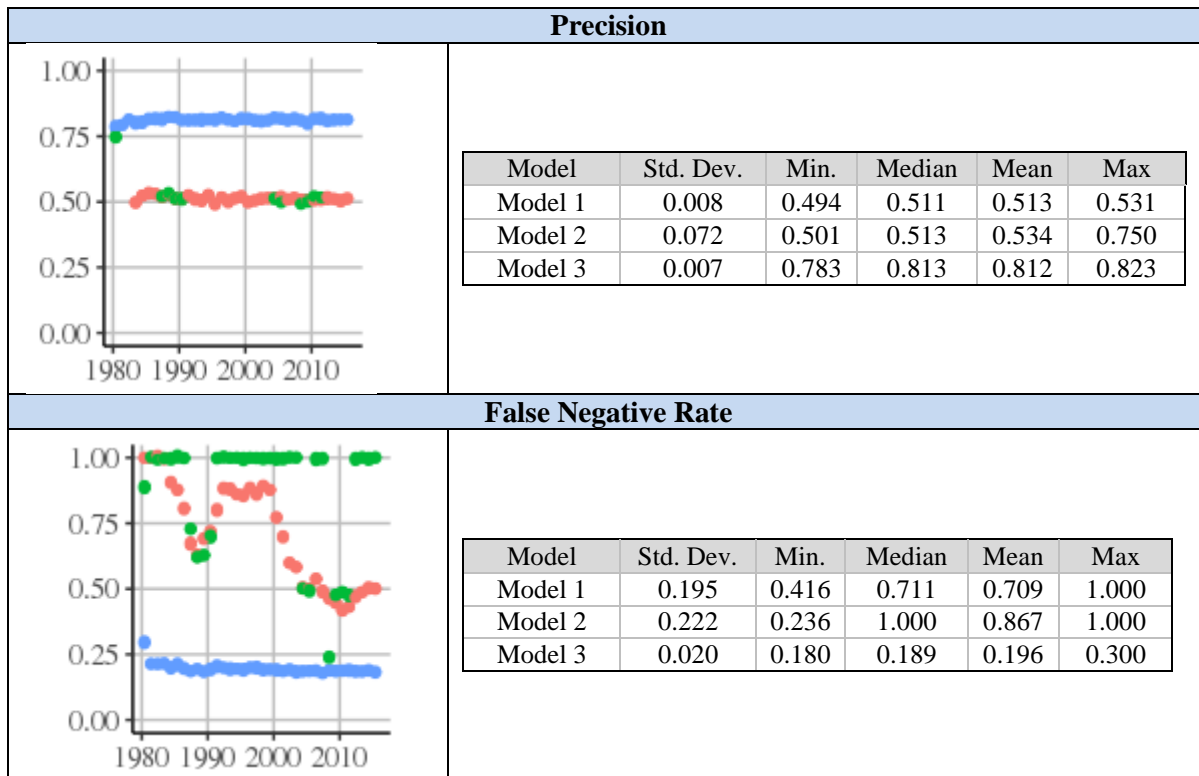 Precision
1.00
0.75
0.50
0.25
0.00
1980 1990 2000 2010
Model Std. Dev. Min. Median Mean Max
Model 1 0.008 0.494 0.511 0.513 0.531
Model 2 0.072 0.501 0.513 0.534 0.750
Model 3 0.007 0.783 0.813 0.812 0.823
False Negative Rate
1.00
0.75
0.50
0.25
0.00
1980 1990 2000 2010
Model Std. Dev. Min. Median Mean Max
Model 1 0.195 0.416 0.711 0.709 1.000
Model 2 0.222 0.236 1.000 0.867 1.000
Model 3 0.020 0.180 0.189 0.196 0.300